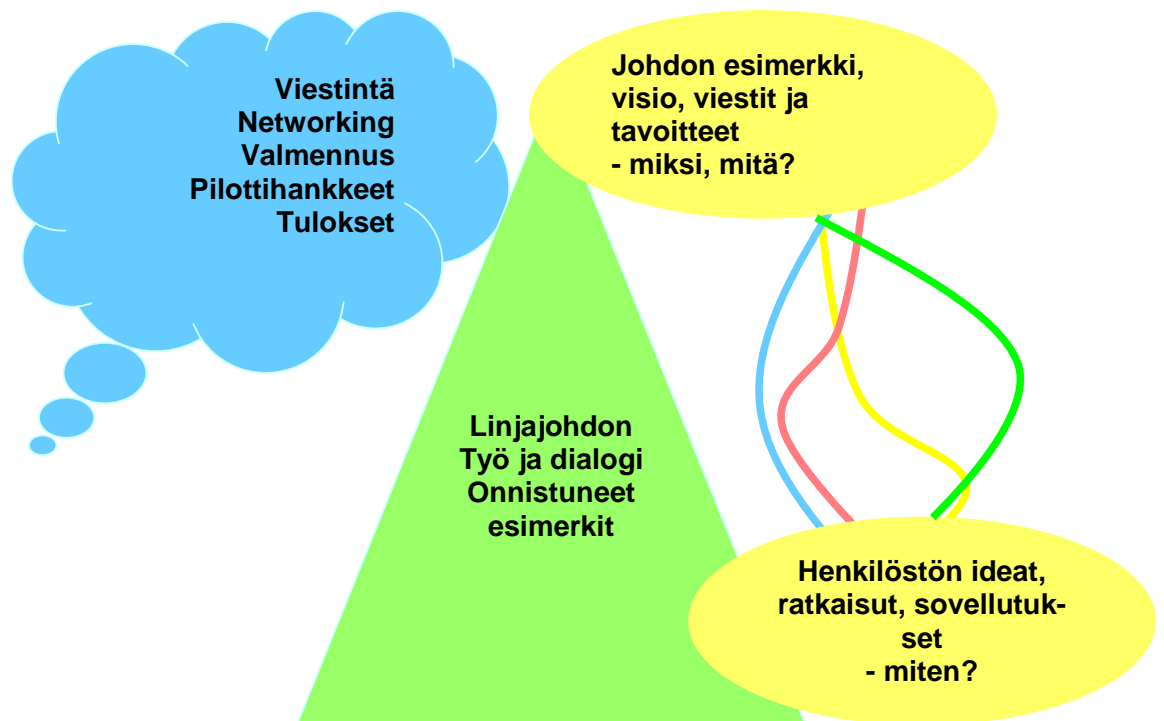 Viestintä
Networking
Valmennus
Pilottihankkeet
Tulokset
Johdon esimerkki,
visio, viestit ja
tavoitteet
- miksi, mitä?
Linjajohdon
Työ ja dialogi
Onnistuneet
esimerkit
Henkilöstön ideat,
ratkaisut, sovellutuk-
set
- miten?